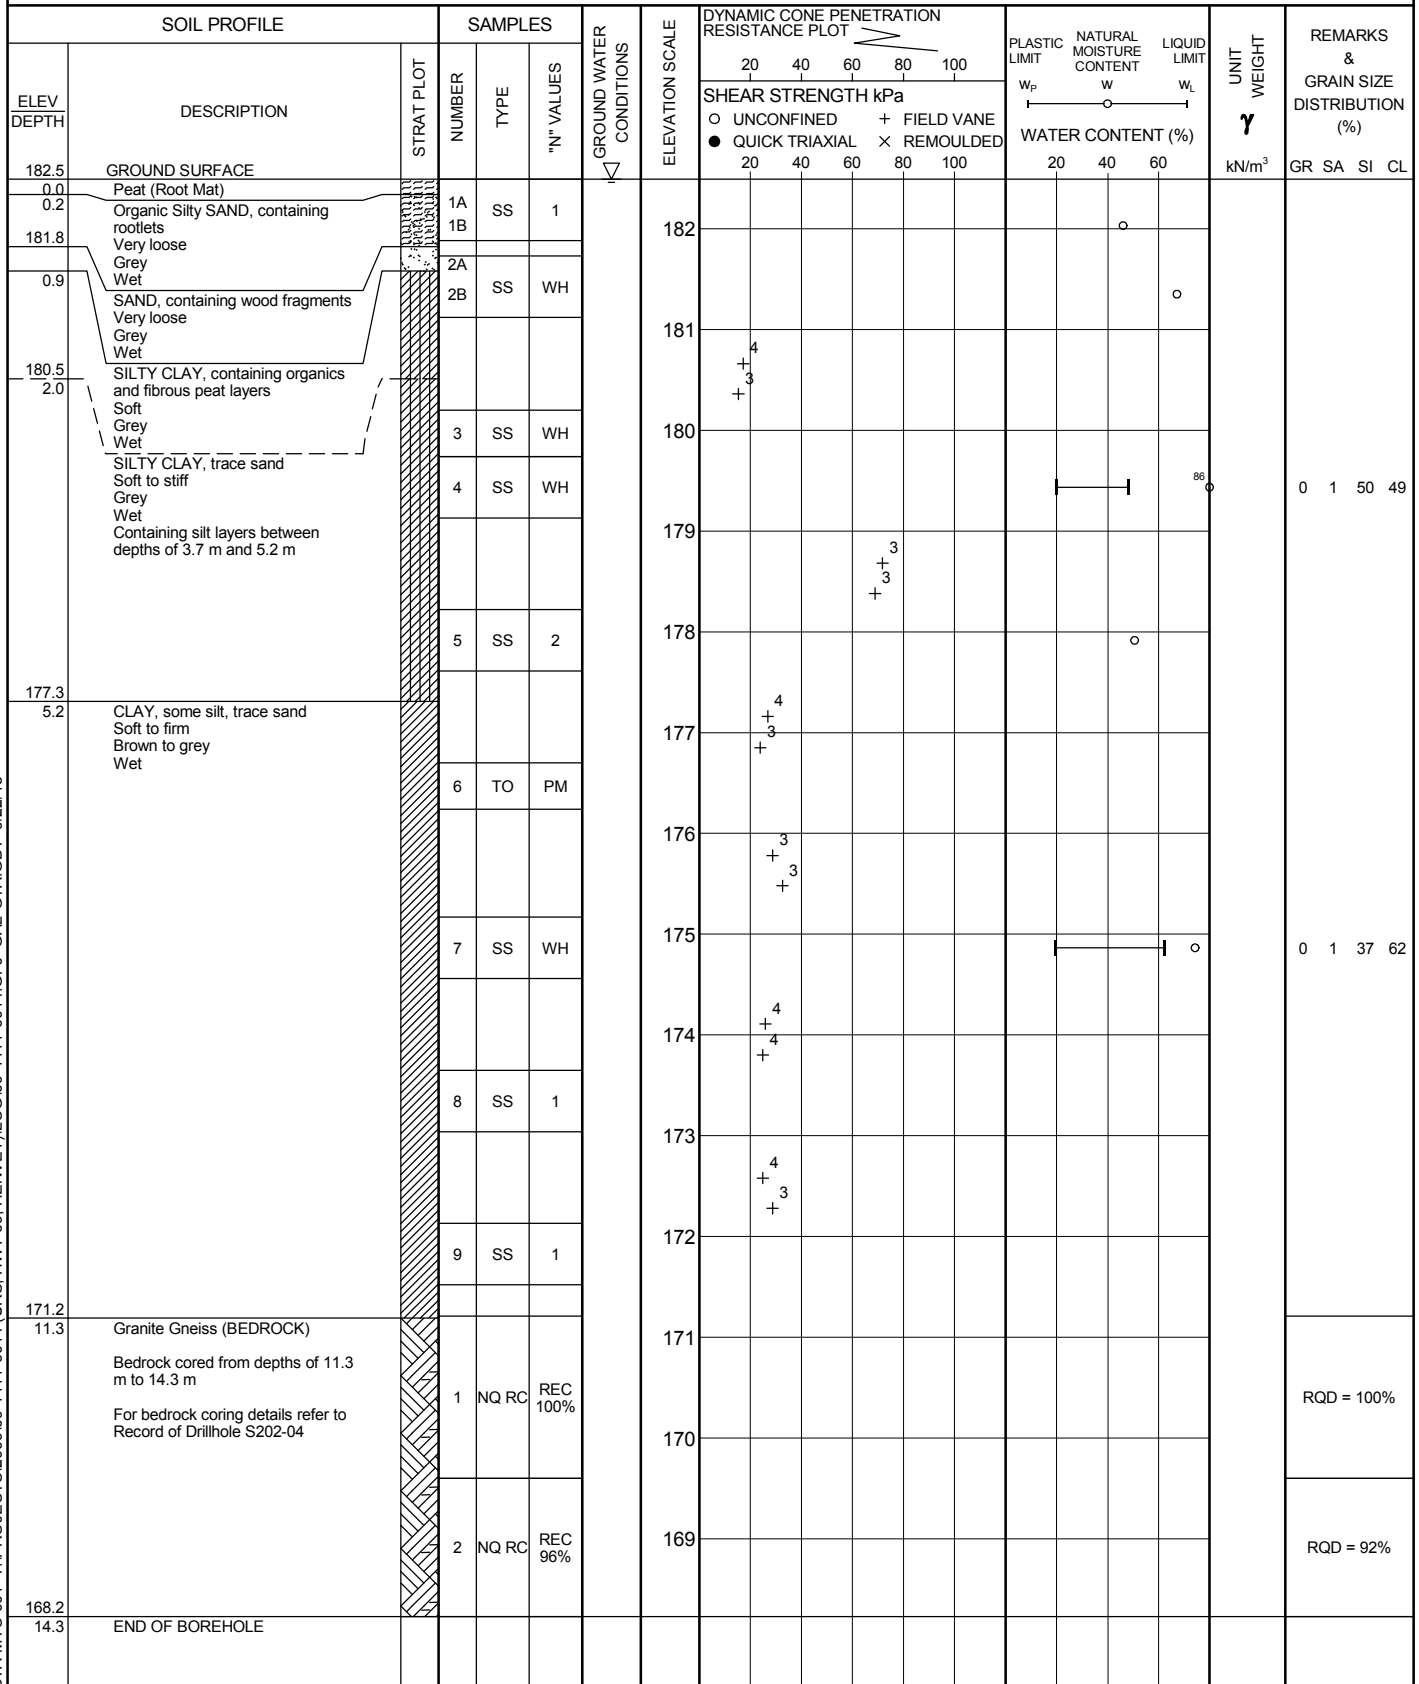 SOIL PROFILE
SAMPLES
GROUND WATER
CONDITIONS
ELEVATION SCALE
DYNAMIC CONE PENETRATION
RESISTANCE PLOT
20 40 60 80 100
PLASTIC
LIMIT
NATURAL
MOISTURE
CONTENT
LIQUID
LIMIT
UNIT
WEIGHT
REMARKS
&
GRAIN SIZE
DISTRIBUTION
(%)
ELEV
DEPTH
DESCRIPTION
STRAT PLOT
NUMBER
TYPE
"N" VALUES
SHEAR STRENGTH kPa
UNCONFINED + FIELD VANE
QUICK TRIAXIAL × REMOULDED
20 40 60 80 100
wP w wL
WATER CONTENT (%)
20 40 60
γ
kN/m³
GR SA SI CL
182.5 GROUND SURFACE
0.0 Peat (Root Mat)
0.2 Organic Silty SAND, containing
rootlets
181.8 Very loose
Grey
0.9 Wet
SAND, containing wood fragments
Very loose
Grey
Wet
180.5 SILTY CLAY, containing organics
2.0 and fibrous peat layers
Soft
Grey
Wet
SILTY CLAY, trace sand
Soft to stiff
Grey
Wet
Containing silt layers between
depths of 3.7 m and 5.2 m
177.3
5.2 CLAY, some silt, trace sand
Soft to firm
Brown to grey
Wet
171.2
11.3 Granite Gneiss (BEDROCK)
Bedrock cored from depths of 11.3
m to 14.3 m
For bedrock coring details refer to
Record of Drillhole S202-04
168.2
14.3 END OF BOREHOLE
1A
1B
SS 1
2A
2B
SS WH
3 SS WH
4 SS WH
5 SS 2
6 TO PM
7 SS WH
8 SS 1
9 SS 1
1 NQ RC REC
100%
2 NQ RC REC
96%
182
181
180
179
178
177
176
175
174
173
172
171
170
169
4
3
3
3
4
3
3
3
4
4
4
3
86
0 1 50 49
0 1 37 62
RQD = 100%
RQD = 92%